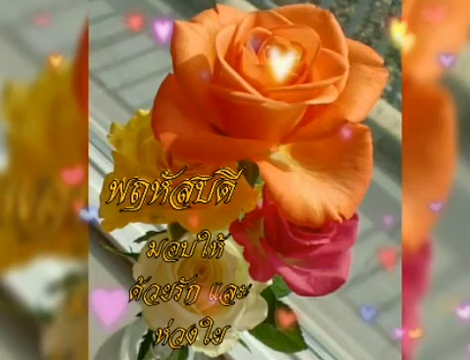 พฤหัสบดี
มอบให้
ด้วยรัก และ
ห่วงใย